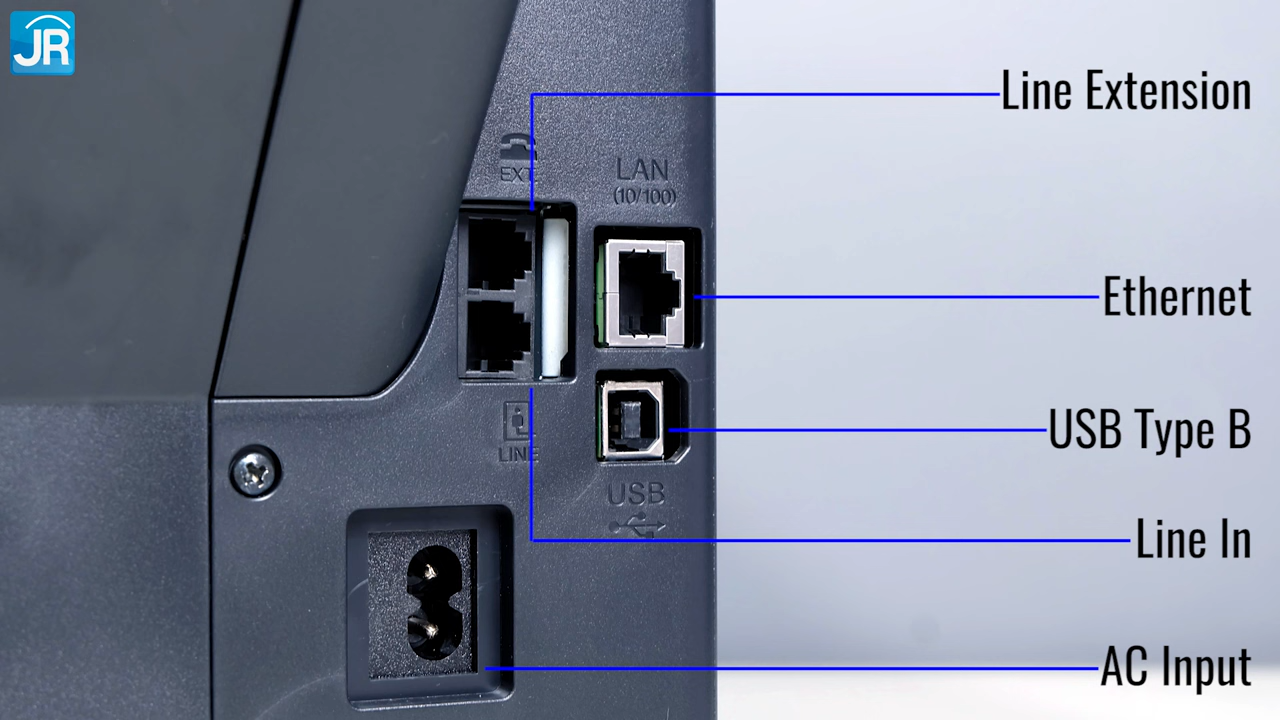 JR
Line Extension
EXT.
LAN
(10/100)
Ethernet
USB Type B
LINE
USB
Line In
AC Input